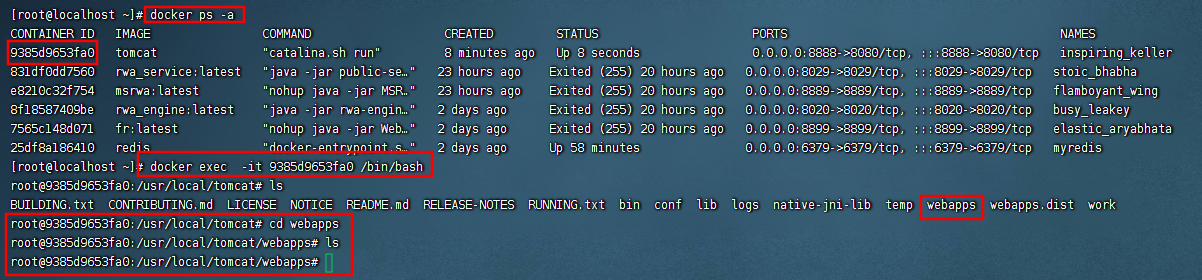 [root@localhost ~]# docker ps -a
CONTAINER ID   IMAGE                COMMAND                  CREATED          STATUS                      PORTS                                       NAMES
9385d9653fa0   tomcat               "catalina.sh run"        8 minutes ago    Up 8 seconds                0.0.0.0:8888->8080/tcp, :::8888->8080/tcp   inspiring_keller
831df0dd7560   rwa_service:latest   "java -jar public-se…"   23 hours ago     Exited (255) 20 hours ago   0.0.0.0:8029->8029/tcp, :::8029->8029/tcp   stoic_bhabha
e8210c32f754   msrwa:latest         "nohup java -jar MSR…"   23 hours ago     Exited (255) 20 hours ago   0.0.0.0:8089->8089/tcp, :::8089->8089/tcp   flamboyant_wing
8f18587409be   rwa_engine:latest    "java -jar rwa-engin…"   2 days ago       Exited (255) 20 hours ago   0.0.0.0:8020->8020/tcp, :::8020->8020/tcp   busy_leakey
7565c148d071   fr:latest            "nohup java -jar Web…"   2 days ago       Exited (255) 20 hours ago   0.0.0.0:8899->8899/tcp, :::8899->8899/tcp   elastic_aryabhata
25df8a186410   redis                "docker-entrypoint.s…"   2 days ago       Up 58 minutes               0.0.0.0:6379->6379/tcp, :::6379->6379/tcp   myredis
[root@localhost ~]# docker exec  -it 9385d9653fa0 /bin/bash
root@9385d9653fa0:/usr/local/tomcat# ls
BUILDING.txt  CONTRIBUTING.md  LICENSE  NOTICE  README.md  RELEASE-NOTES  RUNNING.txt  bin  conf  lib  logs  native-jni-lib  temp  webapps  webapps.dist  work
root@9385d9653fa0:/usr/local/tomcat# cd webapps
root@9385d9653fa0:/usr/local/tomcat/webapps# ls
root@9385d9653fa0:/usr/local/tomcat/webapps#